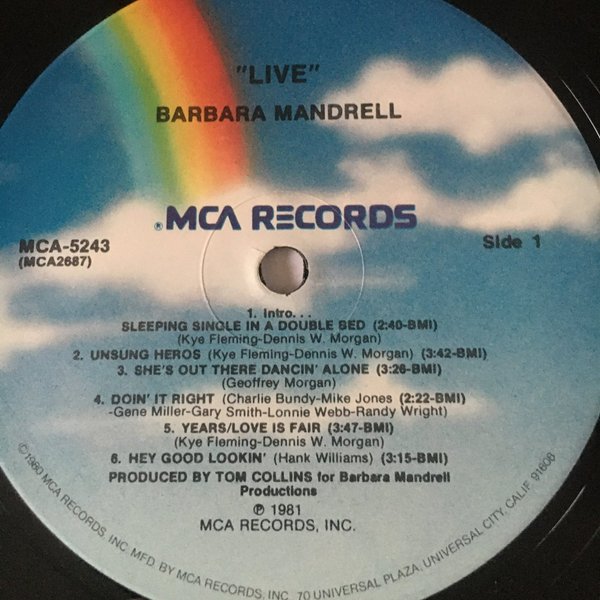 "LIVE"
BARBARA MANDRELL
® MCA RECORDS
MCA-5243
(MCA2687)
Side 1
1. Intro. . .
SLEEPING SINGLE IN A DOUBLE BED (2:40-BMI)
(Kye Fleming-Dennis W. Morgan)
2. UNSUNG HEROS (Kye Fleming-Dennis W. Morgan) (3:42-BMI)
3. SHE'S OUT THERE DANCIN' ALONE (3:26-BMI)
(Geoffrey Morgan)
4. DOIN' IT RIGHT (Charlie Bundy-Mike Jones (2:22-BMI)
-Gene Miller-Gary Smith-Lonnie Webb-Randy Wright)
5. YEARS/LOVE IS FAIR (3:47-BMI)
(Kye Fleming-Dennis W. Morgan)
6. HEY GOOD LOOKIN' (Hank Williams) (3:15-BMI)
PRODUCED BY TOM COLLINS for Barbara Mandrell
Productions
℗ 1981
MCA RECORDS, INC.
©1980 MCA RECORDS, INC. MFD. BY MCA RECORDS, INC. 70 UNIVERSAL PLAZA, UNIVERSAL CITY, CALIF. 91608